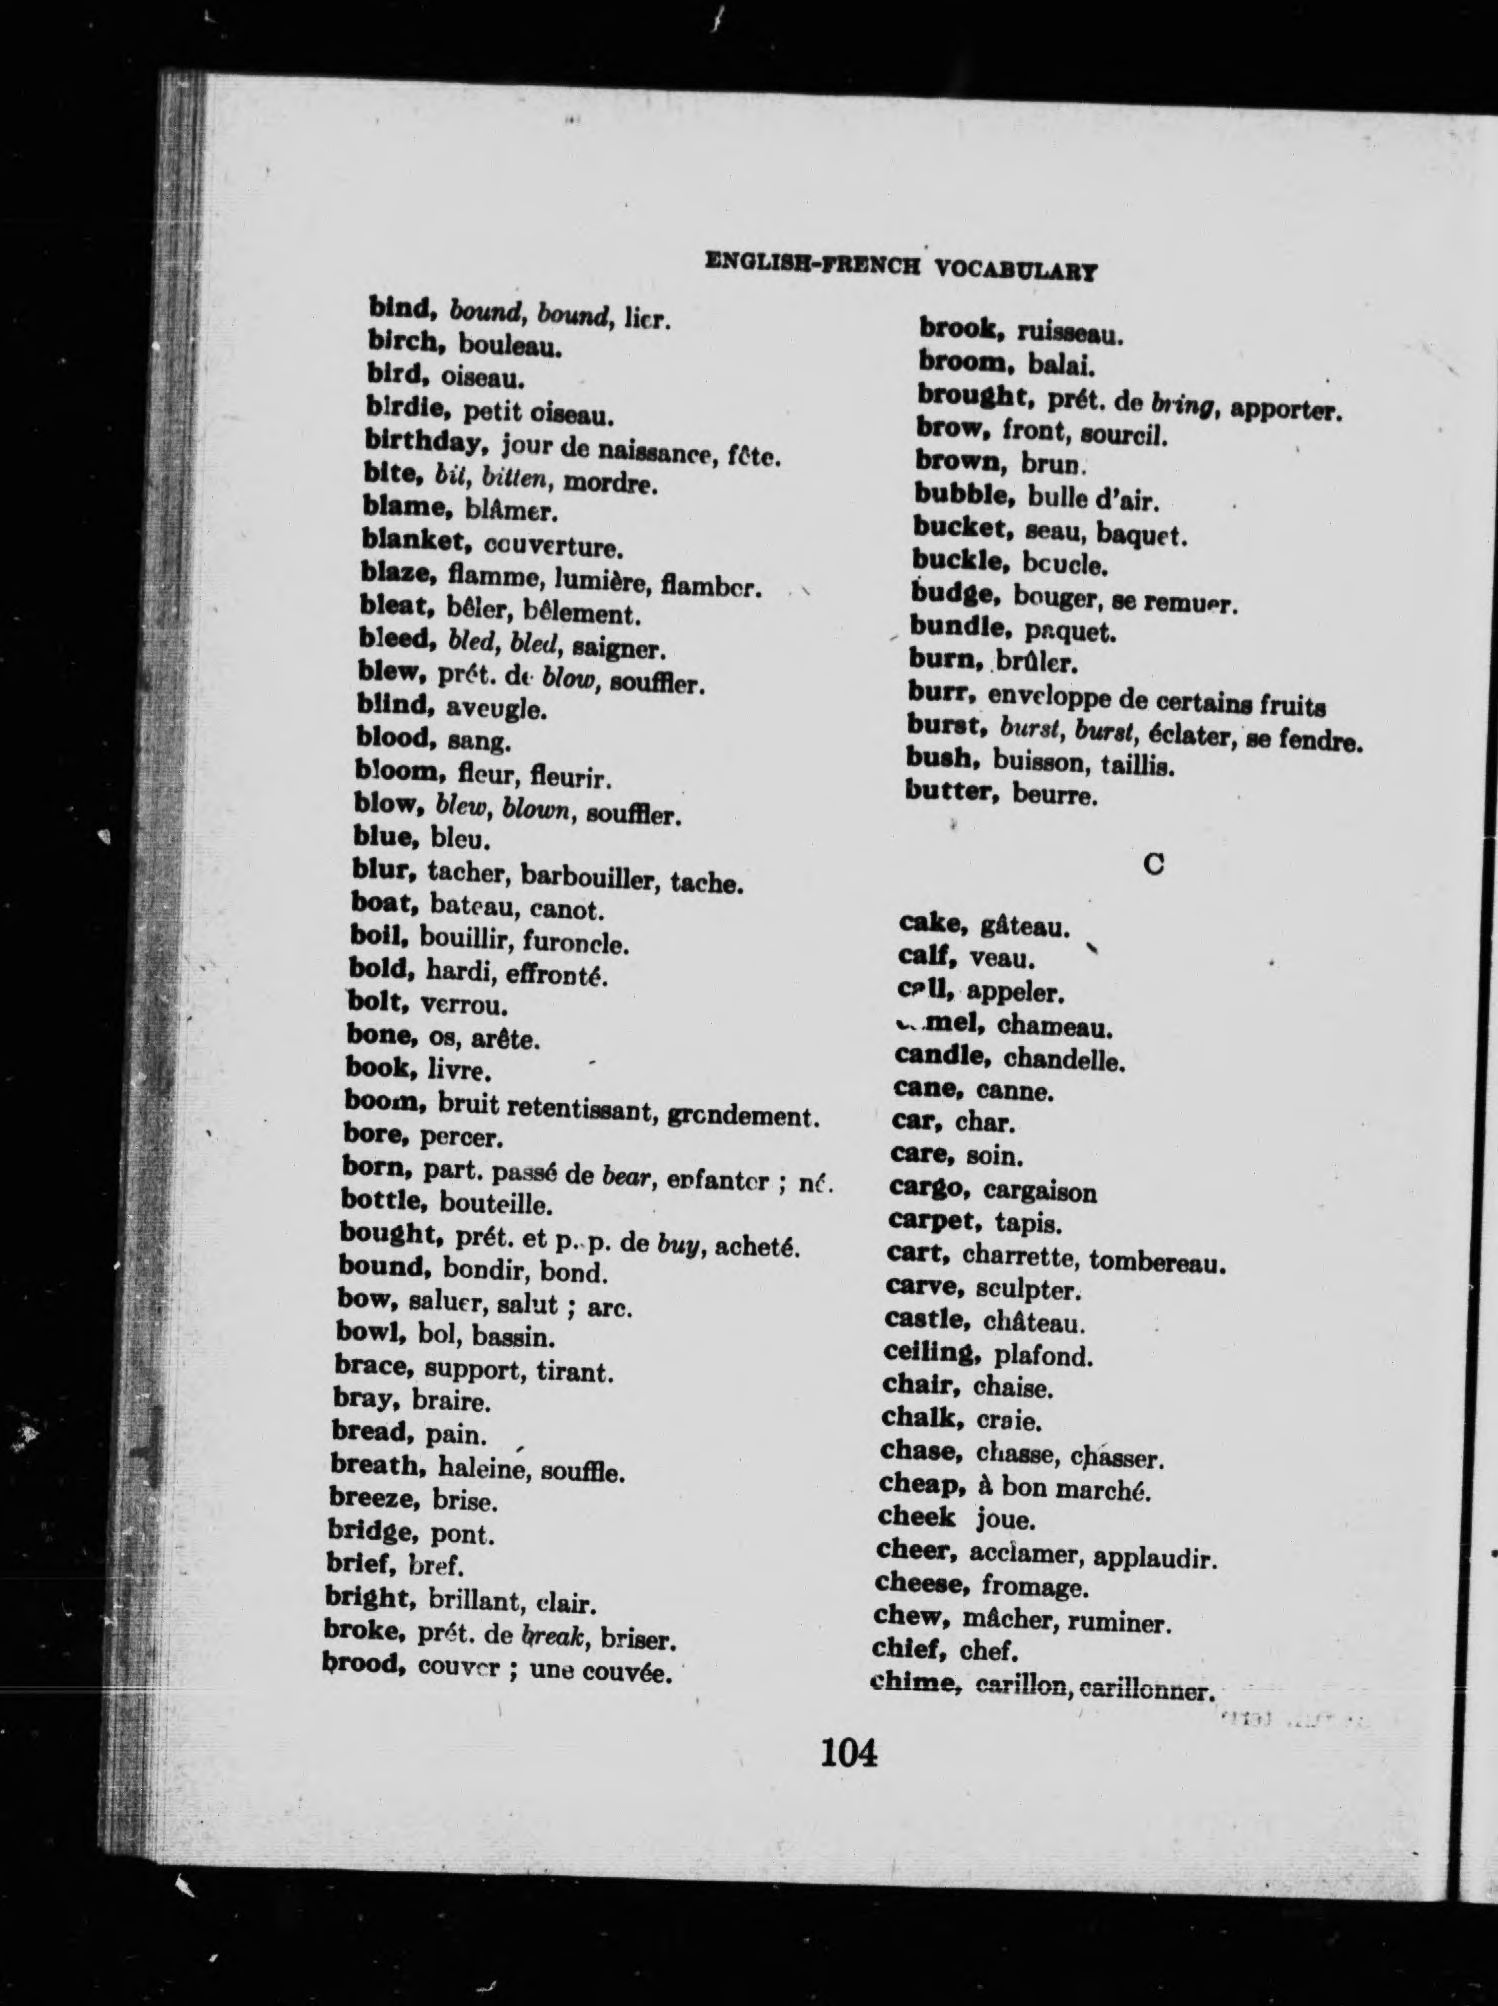 ENGLISH-FRENCH VOCABULARY
bind, bound, bound, lier.
birch, bouleau.
bird, oiseau.
birdie, petit oiseau.
birthday, jour de naissance, fête.
bite, bit, bitten, mordre.
blame, blâmer.
blanket, couverture.
blaze, flamme, lumière, flamber.
bleat, bêler, bêlement.
bleed, bled, bled, saigner.
blew, prét. de blow, souffler.
blind, aveugle.
blood, sang.
bloom, fleur, fleurir.
blow, blew, blown, souffler.
blue, bleu.
blur, tacher, barbouiller, tache.
boat, bateau, canot.
boil, bouillir, furoncle.
bold, hardi, effronté.
bolt, verrou.
bone, os, arête.
book, livre.
boom, bruit retentissant, grondement.
bore, percer.
born, part. passé de bear, enfanter ; né.
bottle, bouteille.
bought, prét. et p. p. de buy, acheté.
bound, bondir, bond.
bow, saluer, salut ; arc.
bowl, bol, bassin.
brace, support, tirant.
bray, braire.
bread, pain.
breath, haleine, souffle.
breeze, brise.
bridge, pont.
brief, bref.
bright, brillant, clair.
broke, prét. de break, briser.
brood, couver ; une couvée.
brook, ruisseau.
broom, balai.
brought, prét. de bring, apporter.
brow, front, sourcil.
brown, brun.
bubble, bulle d'air.
bucket, seau, baquet.
buckle, boucle.
budge, bouger, se remuer.
bundle, paquet.
burn, brûler.
burr, enveloppe de certains fruits
burst, burst, burst, éclater, se fendre.
bush, buisson, taillis.
butter, beurre.
C
cake, gâteau.
calf, veau.
call, appeler.
camel, chameau.
candle, chandelle.
cane, canne.
car, char.
care, soin.
cargo, cargaison
carpet, tapis.
cart, charrette, tombereau.
carve, sculpter.
castle, château.
ceiling, plafond.
chair, chaise.
chalk, craie.
chase, chasse, chasser.
cheap, à bon marché.
cheek joue.
cheer, acclamer, applaudir.
cheese, fromage.
chew, mâcher, ruminer.
chief, chef.
chime, carillon, carillonner.
104